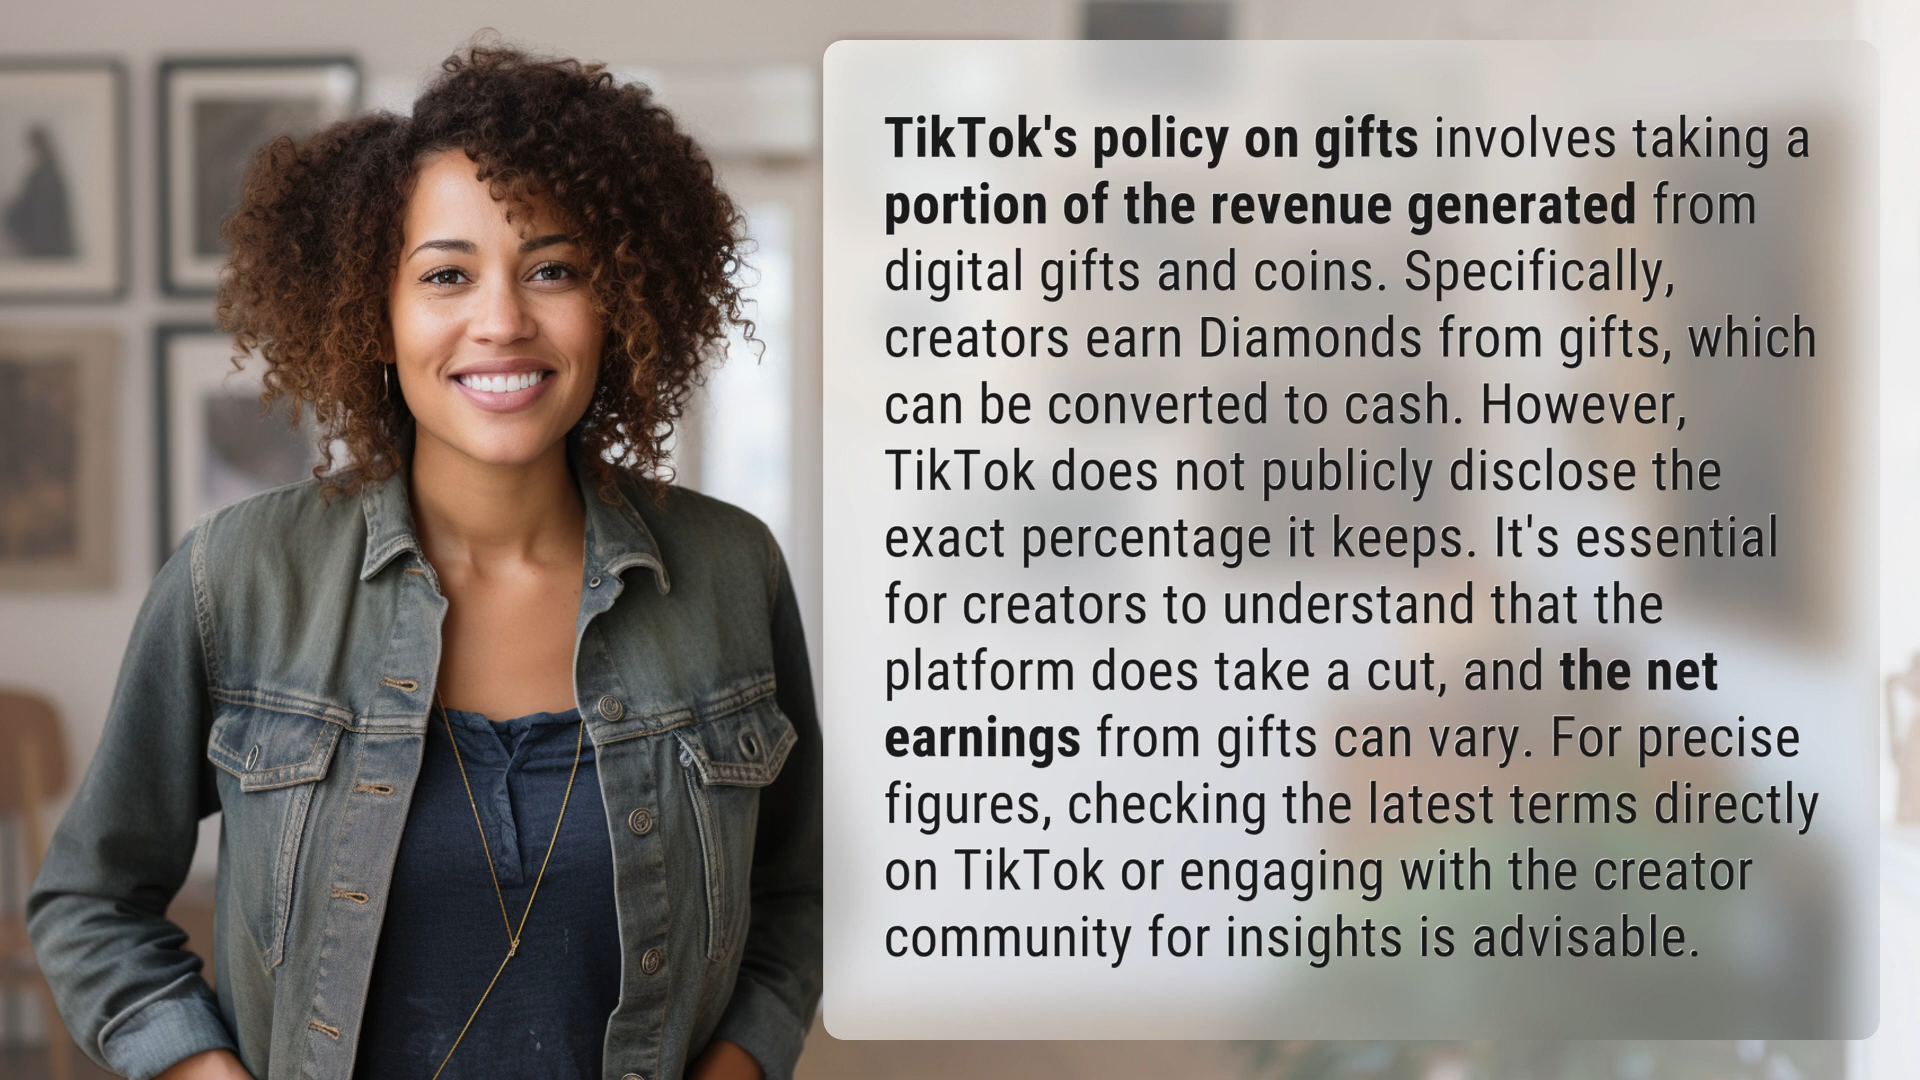 TikTok's policy on gifts involves taking a
portion of the revenue generated from
digital gifts and coins. Specifically,
creators earn Diamonds from gifts, which
can be converted to cash. However,
TikTok does not publicly disclose the
exact percentage it keeps. It's essential
for creators to understand that the
platform does take a cut, and the net
earnings from gifts can vary. For precise
figures, checking the latest terms directly
on TikTok or engaging with the creator
community for insights is advisable.